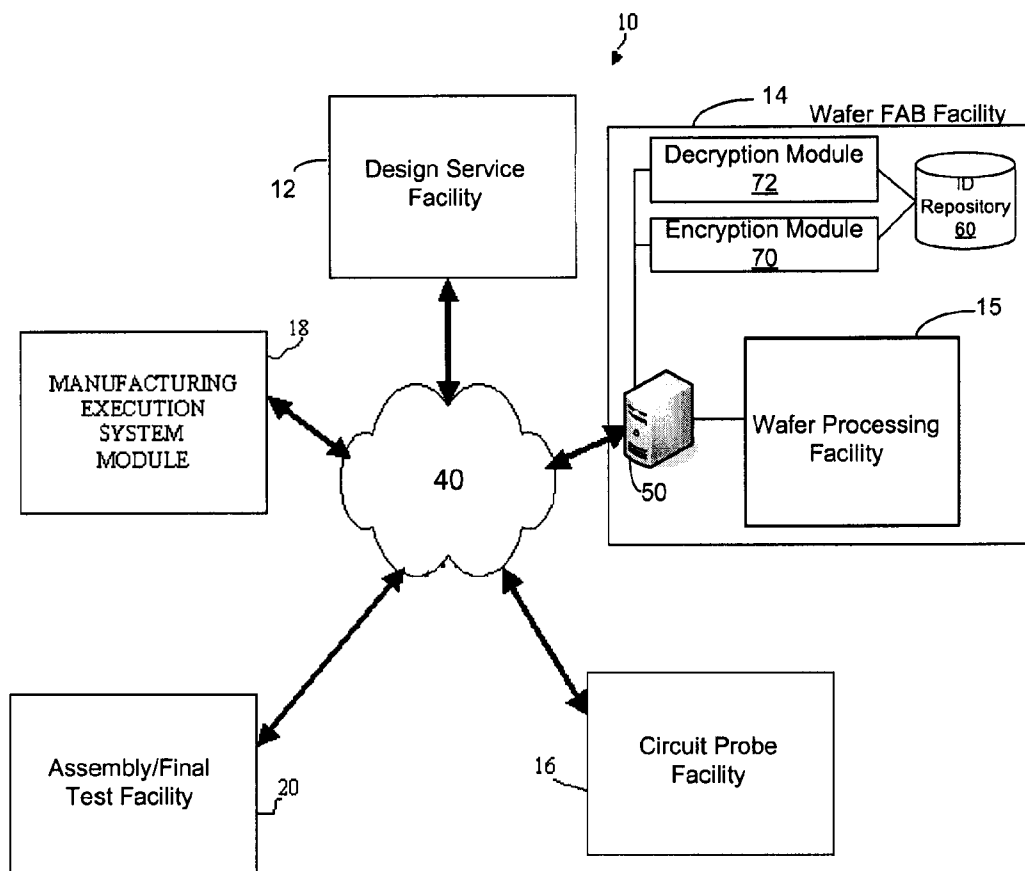 10
14
Wafer FAB Facility
12
Design Service
Facility
Decryption Module
72
Encryption Module
70
ID
Repository
60
18
MANUFACTURING
EXECUTION
SYSTEM
MODULE
15
Wafer Processing
Facility
50
40
Assembly/Final
Test Facility
20
16
Circuit Probe
Facility